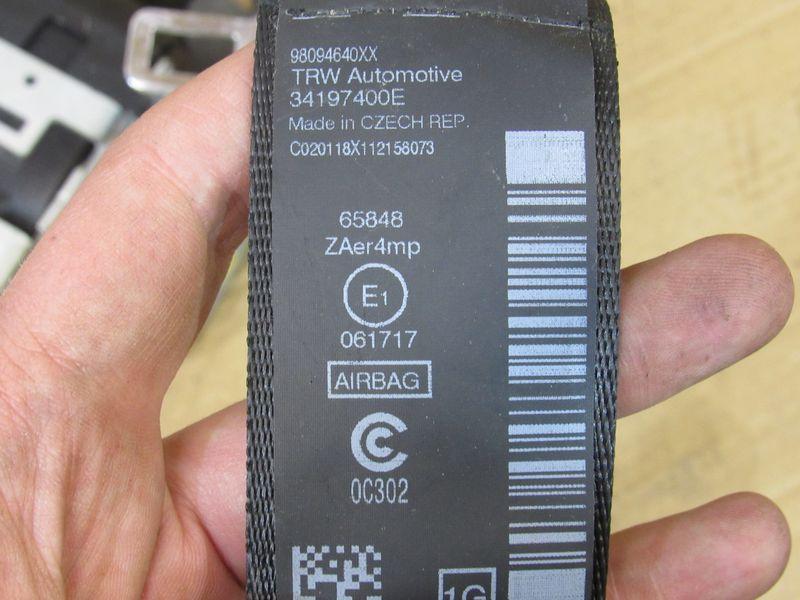 98094640XX
TRW Automotive
34197400E
Made in CZECH REP.
C020118X112158073
65848
ZAer4mp
E1
061717
AIRBAG
0C302
1G